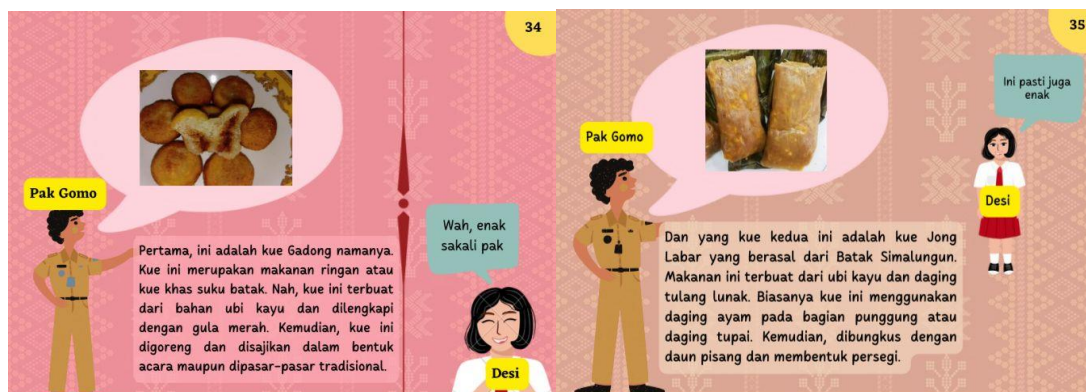 34
Pak Gomo
Pertama, ini adalah kue Gadong namanya.
Kue ini merupakan makanan ringan atau
kue khas suku batak. Nah, kue ini terbuat
dari bahan ubi kayu dan dilengkapi
dengan gula merah. Kemudian, kue ini
digoreng dan disajikan dalam bentuk
acara maupun dipasar-pasar tradisional.
Wah, enak
sakali pak
Desi
35
Ini pasti juga
enak
Pak Gomo
Desi
Dan yang kue kedua ini adalah kue Jong
Labar yang berasal dari Batak Simalungun.
Makanan ini terbuat dari ubi kayu dan daging
tulang lunak. Biasanya kue ini menggunakan
daging ayam pada bagian punggung atau
daging tupai. Kemudian, dibungkus dengan
daun pisang dan membentuk persegi.